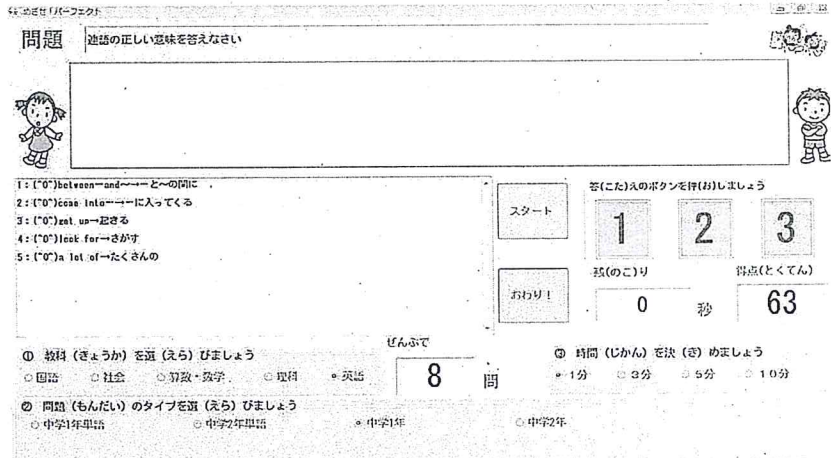 めざせ!パーフェクト
問題
連語の正しい意味を答えなさい
1:(^0^)between―and~→―と~の間に
2:(^0^)come into―→―に入ってくる
3:(^0^)get up→起きる
4:(^0^)look for→さがす
5:(^0^)a lot of→たくさんの
スタート
おわり!
答(こた)えのボタンを押(お)しましょう
1 2 3
残(のこ)り
0 秒
得点(とくてん)
63
① 教科(きょうか)を選(えら)びましょう
国語 社会 算数・数学 理科 英語
ぜんぶで
8 問
③ 時間(じかん)を決(き)めましょう
1分 3分 5分 10分
② 問題(もんだい)のタイプを選(えら)びましょう
中学1年単語 中学2年単語 中学1年 中学2年